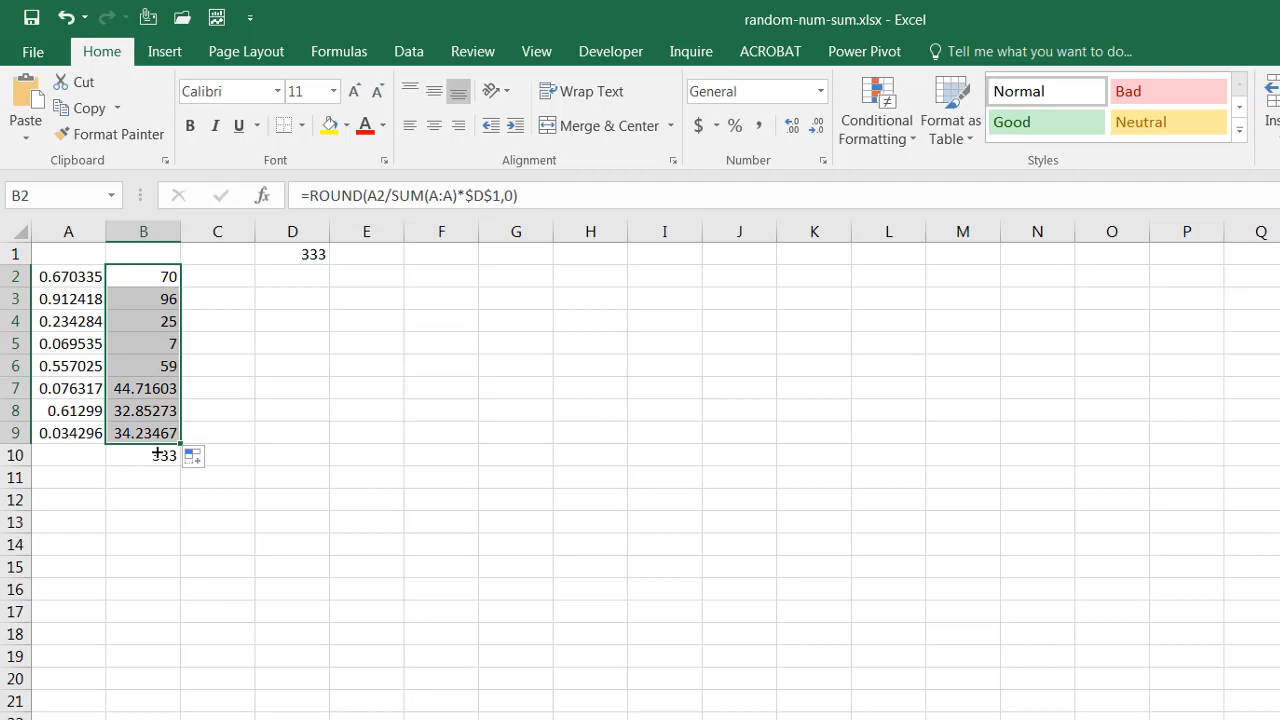 random-num-sum.xlsx - Excel
File Home Insert Page Layout Formulas Data Review View Developer Inquire ACROBAT Power Pivot Tell me what you want to do...
Paste
Cut
Copy
Format Painter
Clipboard
Calibri 11 A A
B I U A
Font
Wrap Text
Merge & Center
Alignment
General
$ % , .00
Number
Conditional Formatting
Format as Table
Normal Bad
Good Neutral
Styles
Ins
B2 fx =ROUND(A2/SUM(A:A)*$D$1,0)
A B C D E F G H I J K L M N O P Q
1 333
2 0.670335 70
3 0.912418 96
4 0.234284 25
5 0.069535 7
6 0.557025 59
7 0.076317 44.71603
8 0.61299 32.85273
9 0.034296 34.23467
10 333
11
12
13
14
15
16
17
18
19
20
21